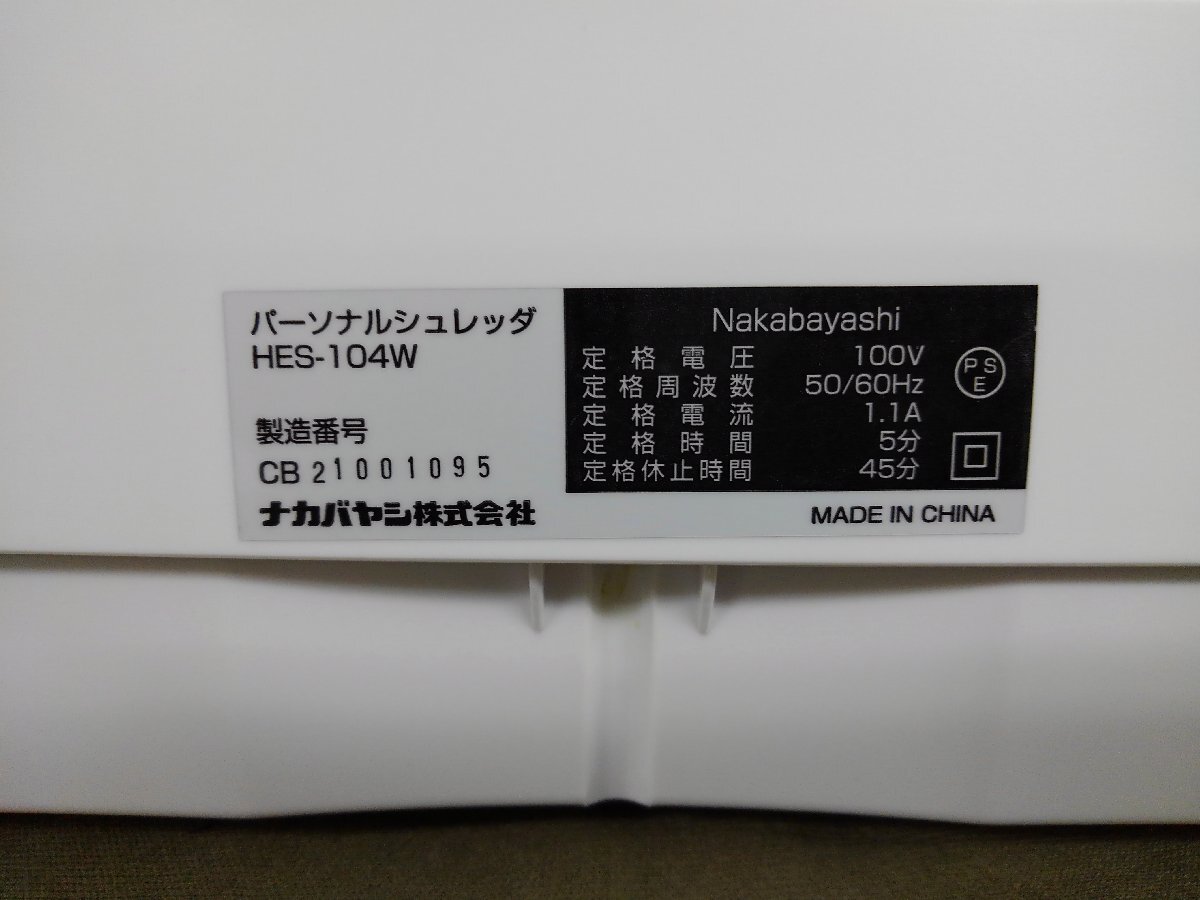 パーソナルシュレッダ
HES-104W
製造番号
CB 21001095
ナカバヤシ株式会社
Nakabayashi
定格電圧 100V
定格周波数 50/60Hz
定格電流 1.1A
定格時間 5分
定格休止時間 45分
PS
E
MADE IN CHINA